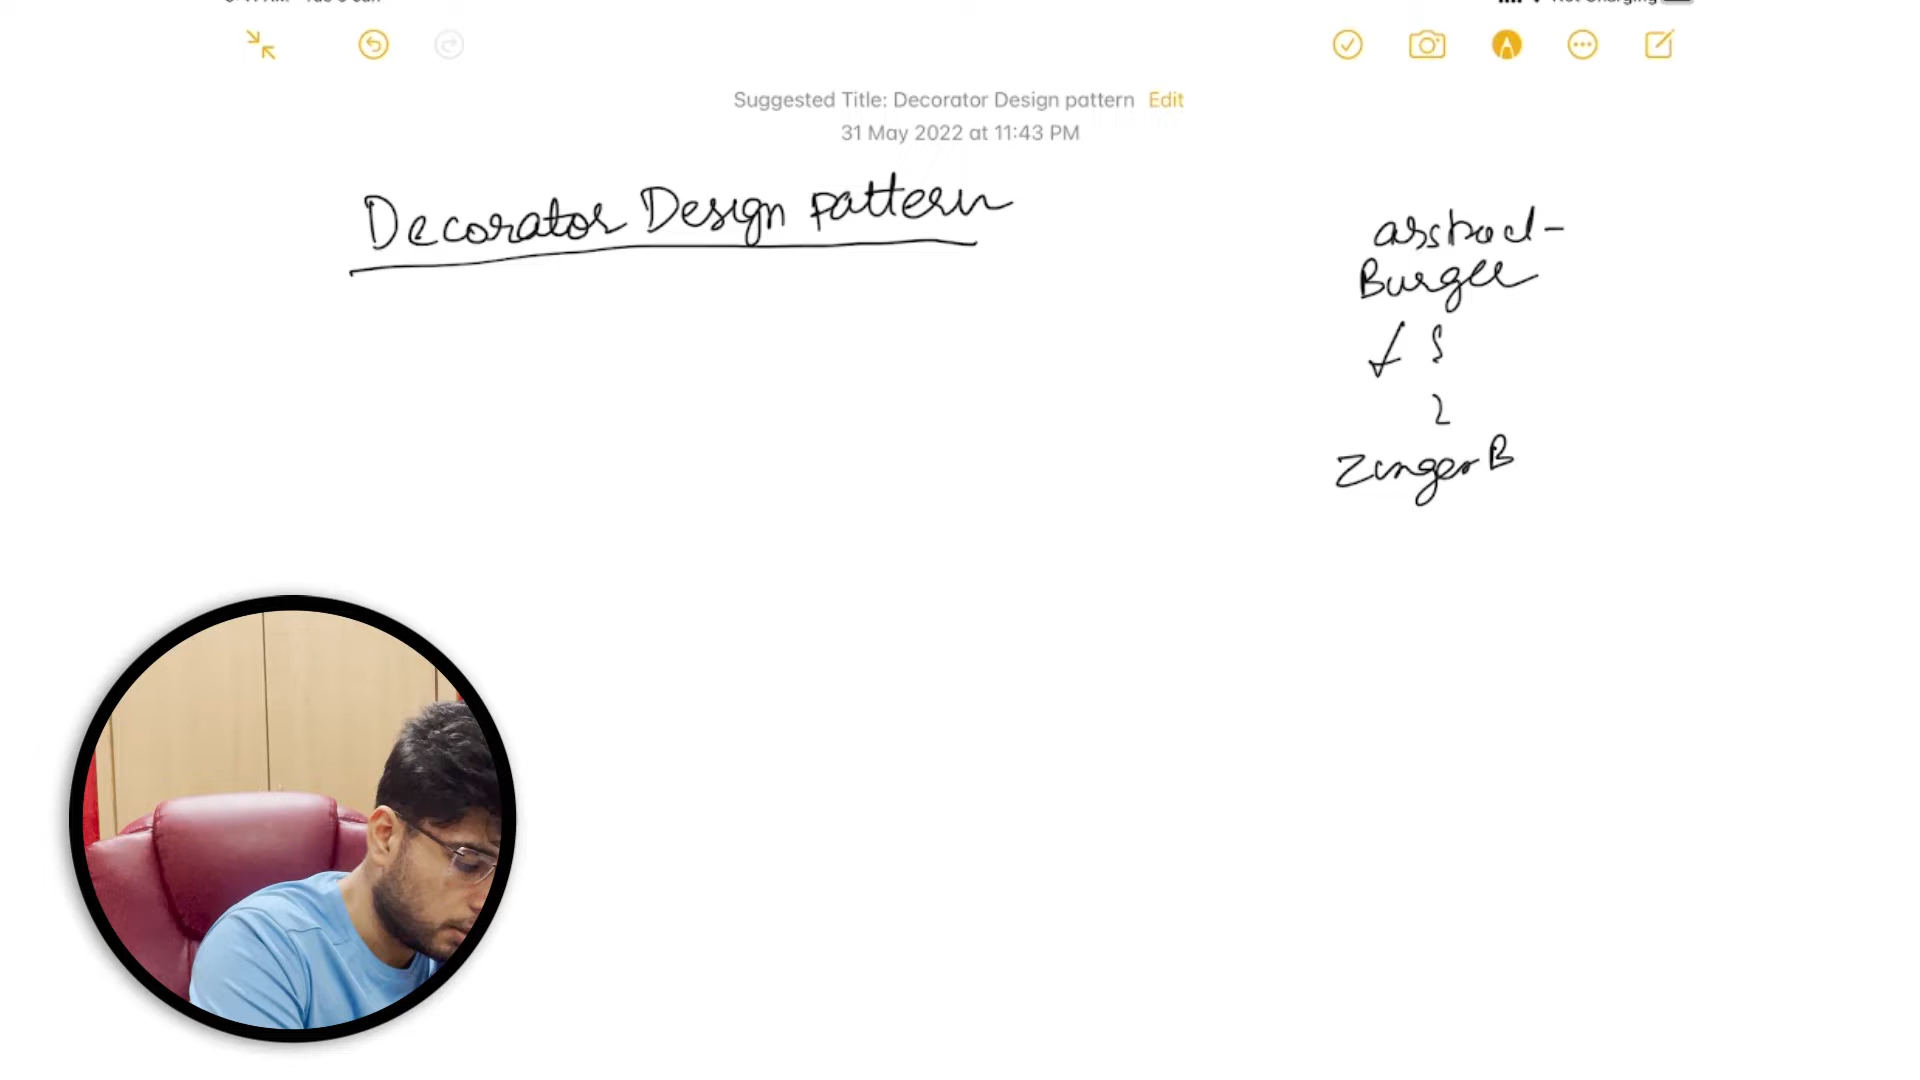 Suggested Title: Decorator Design pattern Edit
31 May 2022 at 11:43 PM
Decorator Design pattern
abstract
Burger
{
}
ZingerB